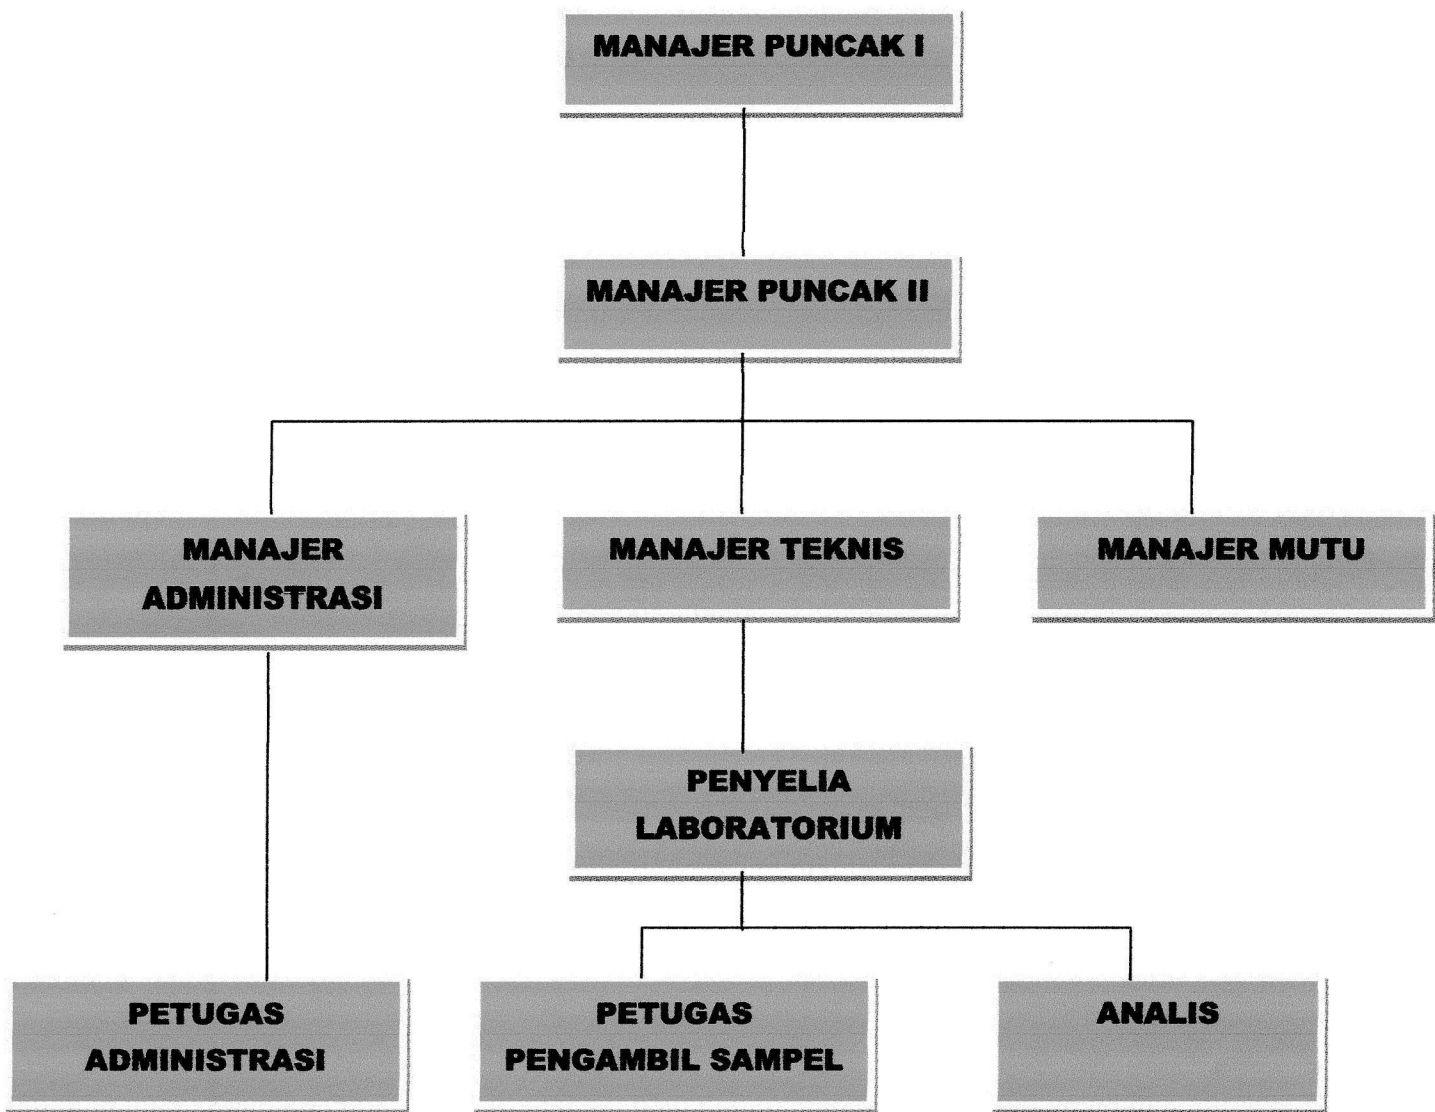 MANAJER PUNCAK I
MANAJER PUNCAK II
MANAJER
ADMINISTRASI
MANAJER TEKNIS
MANAJER MUTU
PENYELIA
LABORATORIUM
PETUGAS
ADMINISTRASI
PETUGAS
PENGAMBIL SAMPEL
ANALIS